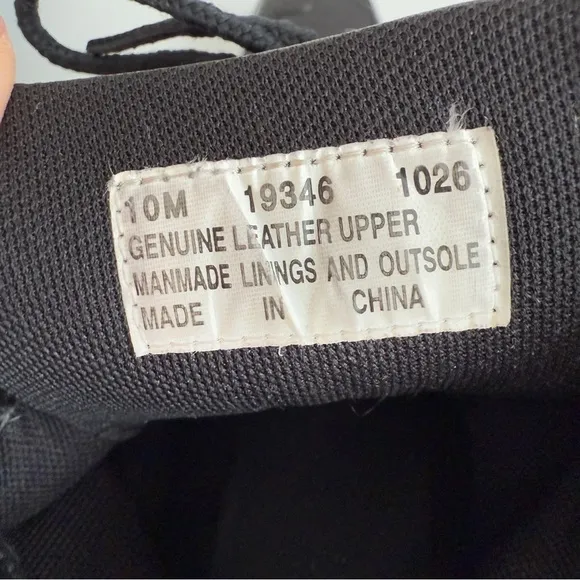 10M 19346 1026
GENUINE LEATHER UPPER
MANMADE LININGS AND OUTSOLE
MADE IN CHINA